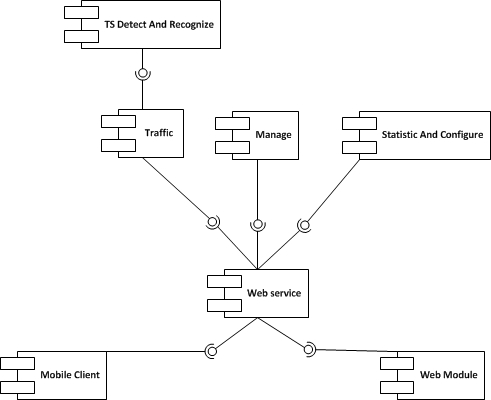 TS Detect And Recognize
Traffic
Manage
Statistic And Configure
Web service
Mobile Client
Web Module